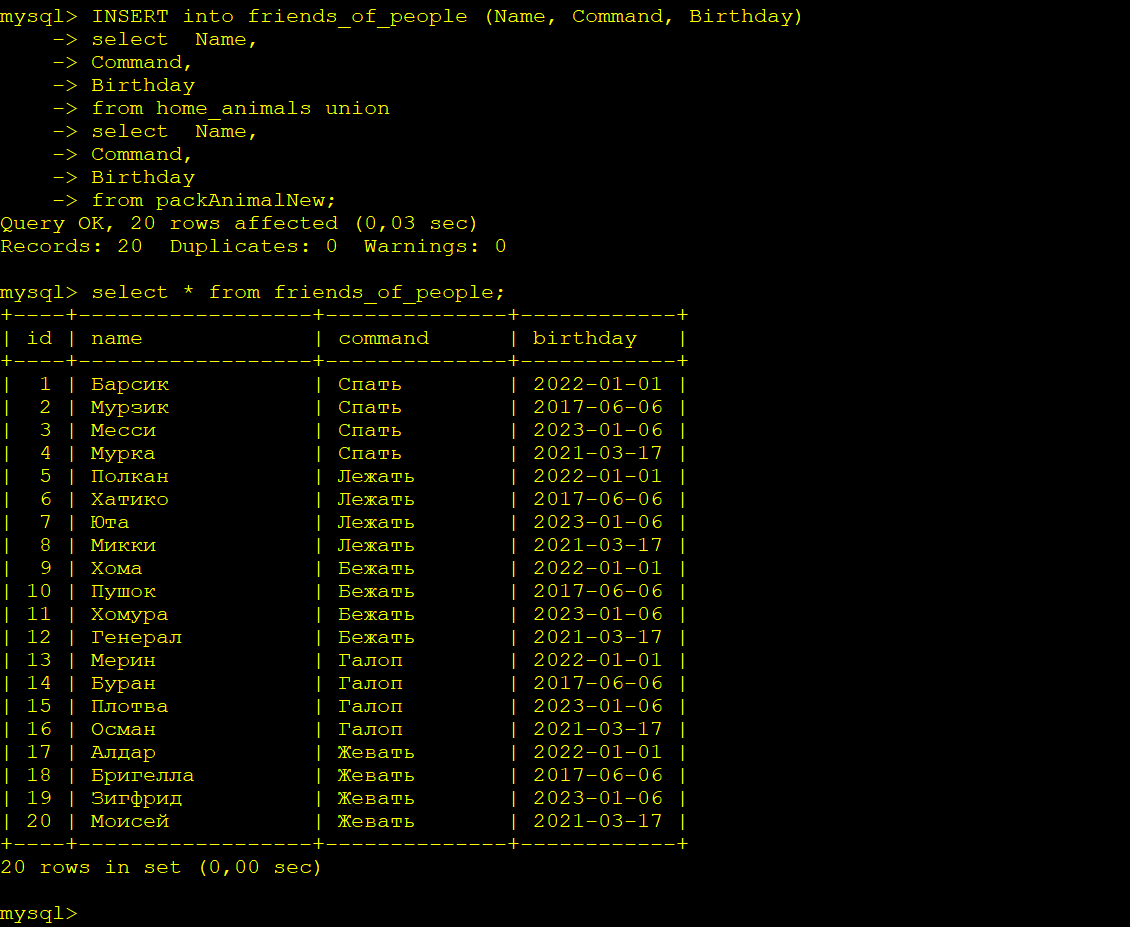 mysql> INSERT into friends_of_people (Name, Command, Birthday)
    -> select  Name,
    -> Command,
    -> Birthday
    -> from home_animals union
    -> select  Name,
    -> Command,
    -> Birthday
    -> from packAnimalNew;
Query OK, 20 rows affected (0,03 sec)
Records: 20  Duplicates: 0  Warnings: 0

mysql> select * from friends_of_people;
+----+------------------+--------------+------------+
| id | name             | command      | birthday   |
+----+------------------+--------------+------------+
|  1 | Барсик           | Спать        | 2022-01-01 |
|  2 | Мурзик           | Спать        | 2017-06-06 |
|  3 | Месси            | Спать        | 2023-01-06 |
|  4 | Мурка            | Спать        | 2021-03-17 |
|  5 | Полкан           | Лежать       | 2022-01-01 |
|  6 | Хатико           | Лежать       | 2017-06-06 |
|  7 | Юта              | Лежать       | 2023-01-06 |
|  8 | Микки            | Лежать       | 2021-03-17 |
|  9 | Хома             | Бежать       | 2022-01-01 |
| 10 | Пушок            | Бежать       | 2017-06-06 |
| 11 | Хомура           | Бежать       | 2023-01-06 |
| 12 | Генерал          | Бежать       | 2021-03-17 |
| 13 | Мерин            | Галоп        | 2022-01-01 |
| 14 | Буран            | Галоп        | 2017-06-06 |
| 15 | Плотва           | Галоп        | 2023-01-06 |
| 16 | Осман            | Галоп        | 2021-03-17 |
| 17 | Алдар            | Жевать       | 2022-01-01 |
| 18 | Бригелла         | Жевать       | 2017-06-06 |
| 19 | Зигфрид          | Жевать       | 2023-01-06 |
| 20 | Моисей           | Жевать       | 2021-03-17 |
+----+------------------+--------------+------------+
20 rows in set (0,00 sec)

mysql>